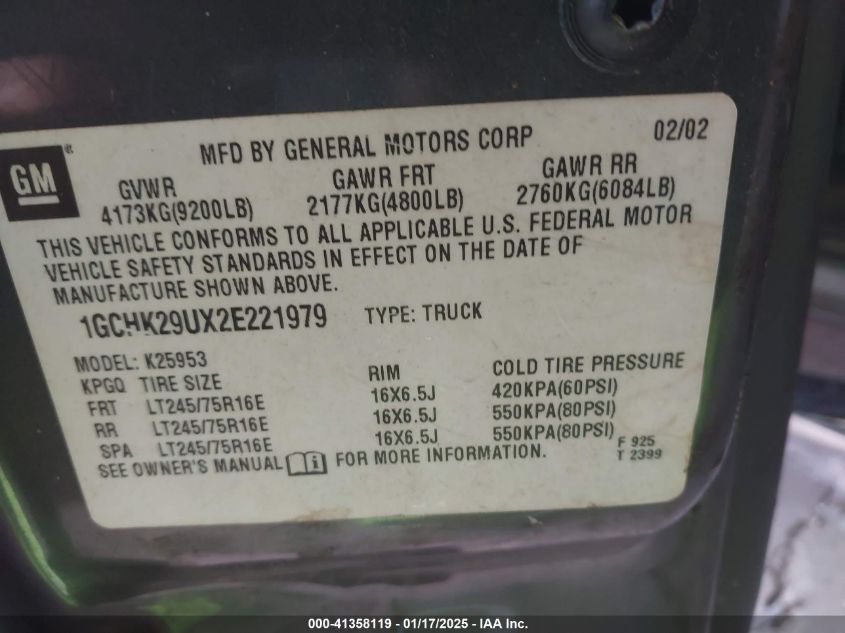 GM
MFD BY GENERAL MOTORS CORP 02/02
GVWR GAWR FRT GAWR RR
4173KG(9200LB) 2177KG(4800LB) 2760KG(6084LB)
THIS VEHICLE CONFORMS TO ALL APPLICABLE U.S. FEDERAL MOTOR
VEHICLE SAFETY STANDARDS IN EFFECT ON THE DATE OF
MANUFACTURE SHOWN ABOVE.
1GCHK29UX2E221979 TYPE: TRUCK
MODEL: K25953
KPGQ TIRE SIZE RIM COLD TIRE PRESSURE
FRT LT245/75R16E 16X6.5J 420KPA(60PSI)
RR LT245/75R16E 16X6.5J 550KPA(80PSI)
SPA LT245/75R16E 16X6.5J 550KPA(80PSI) F 925
SEE OWNER'S MANUAL i FOR MORE INFORMATION. T 2399
000-41358119 - 01/17/2025 - © IAA Inc.